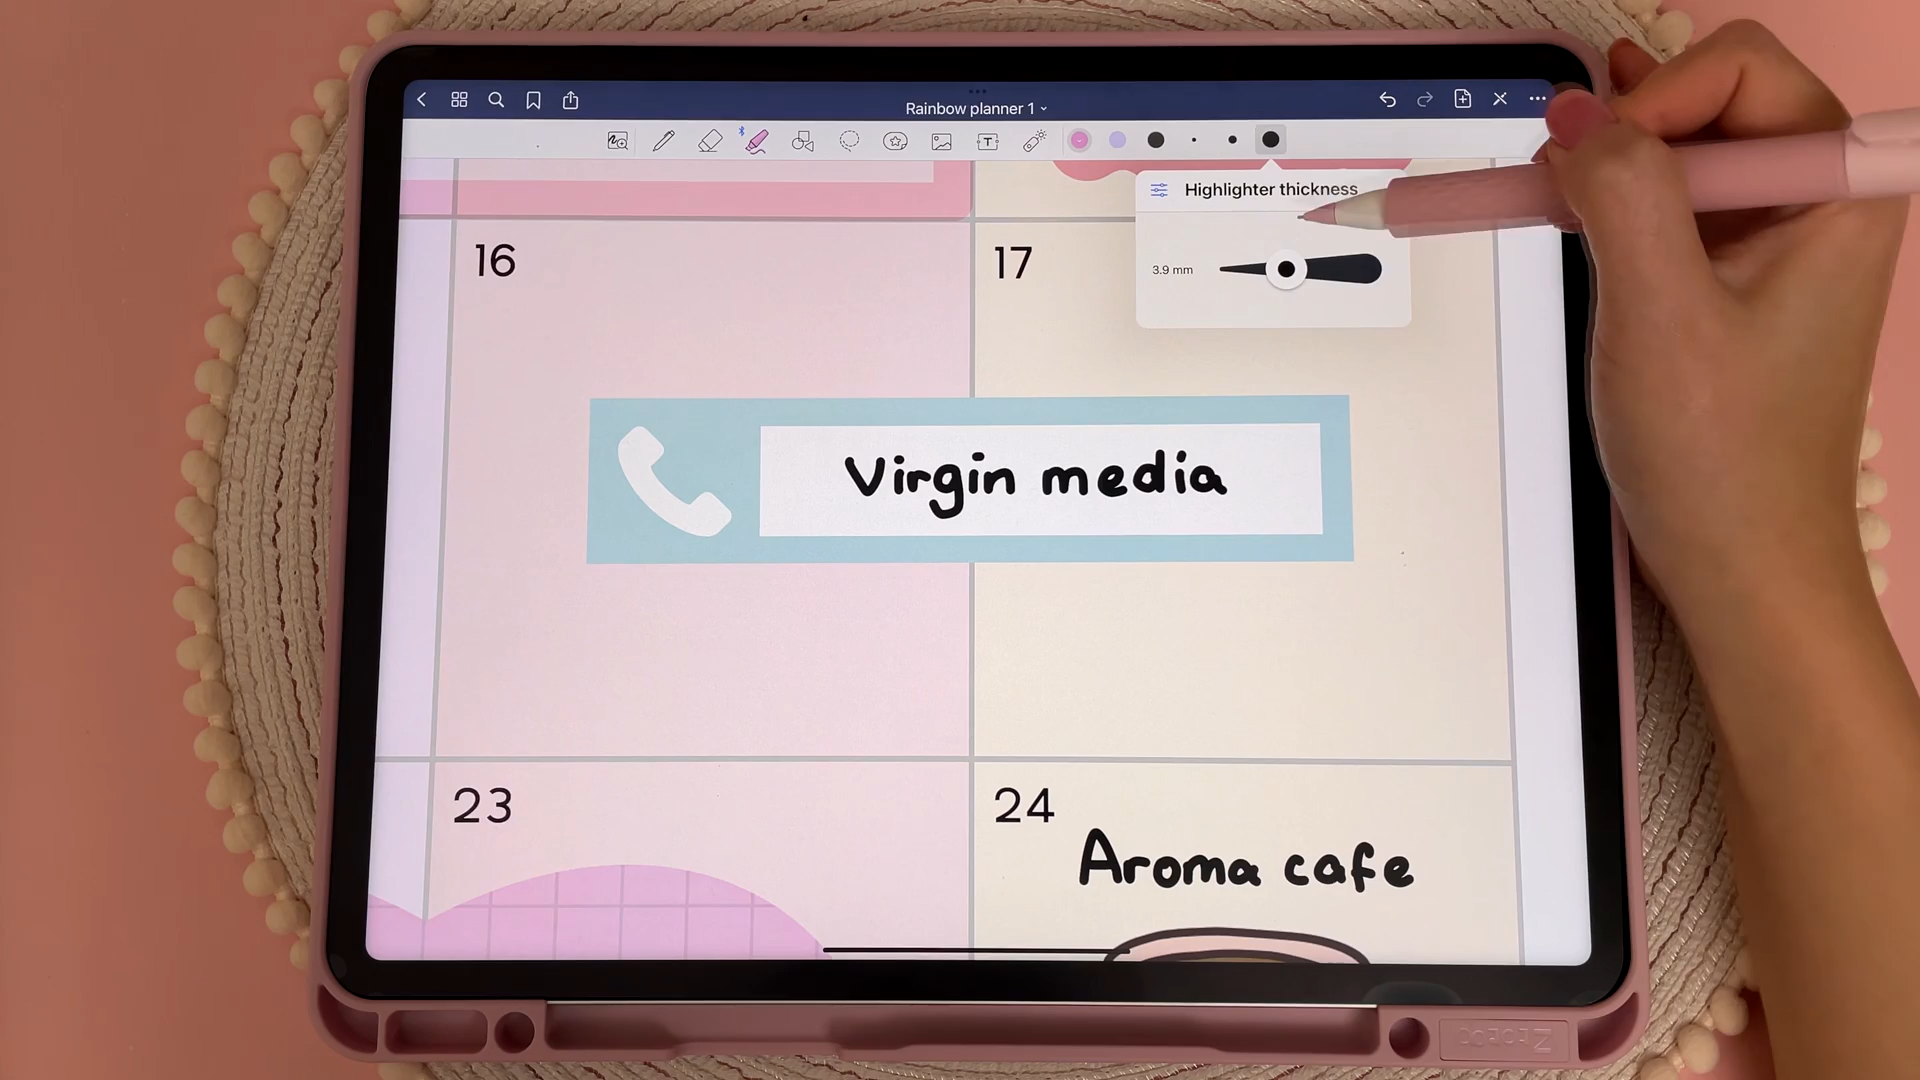 Rainbow planner 1
Highlighter thickness
3.9 mm
16
17
Virgin media
23
24
Aroma cafe